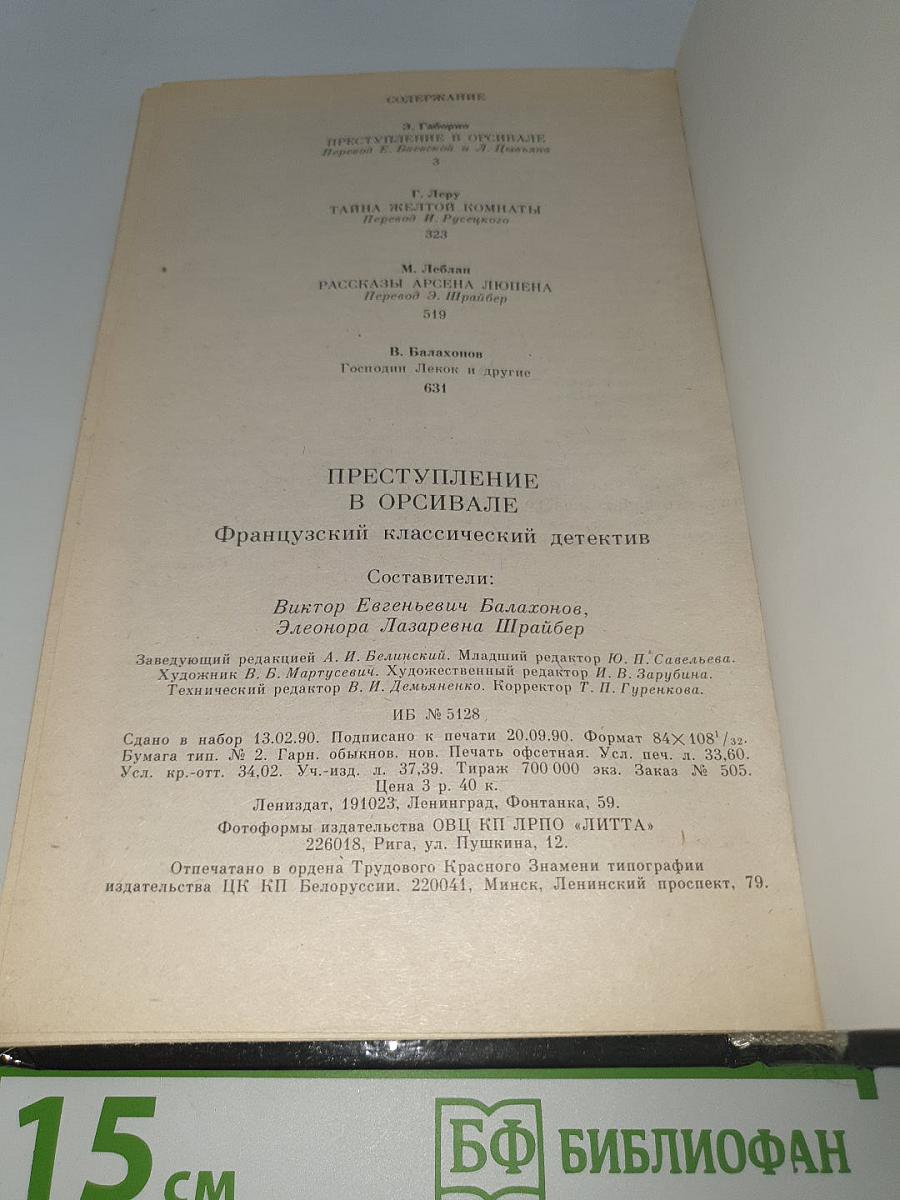 СОДЕРЖАНИЕ
Э. Габорио
ПРЕСТУПЛЕНИЕ В ОРСИВАЛЕ
Перевод Е. Баевской и Л. Цывьяна
3
Г. Леру
ТАЙНА ЖЕЛТОЙ КОМНАТЫ
Перевод И. Русецкого
323
М. Леблан
РАССКАЗЫ АРСЕНА ЛЮПЕНА
Перевод Э. Шрайбер
519
В. Балахонов
Господин Лекок и другие
631
ПРЕСТУПЛЕНИЕ
В ОРСИВАЛЕ
Французский классический детектив
Составители:
Виктор Евгеньевич Балахонов,
Элеонора Лазаревна Шрайбер
Заведующий редакцией А. И. Белинский. Младший редактор Ю. П. Савельева.
Художник В. Б. Мартусевич. Художественный редактор И. В. Зарубина.
Технический редактор В. И. Демьяненко. Корректор Т. П. Гуренкова.
ИБ № 5128
Сдано в набор 13.02.90. Подписано к печати 20.09.90. Формат 84×108¹/₃₂.
Бумага тип. № 2. Гарн. обыкнов. нов. Печать офсетная. Усл. печ. л. 33,60.
Усл. кр.-отт. 34,02. Уч.-изд. л. 37,39. Тираж 700 000 экз. Заказ № 505.
Цена 3 р. 40 к.
Лениздат, 191023, Ленинград, Фонтанка, 59.
Фотоформы издательства ОВЦ КП ЛРПО «ЛИТТА»
226018, Рига, ул. Пушкина, 12.
Отпечатано в ордена Трудового Красного Знамени типографии
издательства ЦК КП Белоруссии. 220041, Минск, Ленинский проспект, 79.
15 см
БФ БИБЛИОФАН